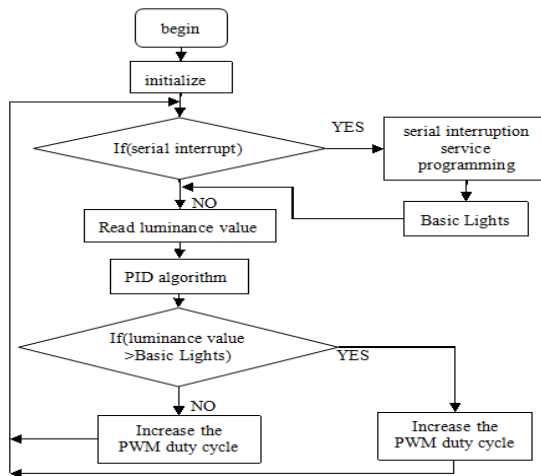 begin
initialize
If(serial interrupt)
YES
serial interruption
service
programming
Basic Lights
NO
Read luminance value
PID algorithm
If(luminance value
>Basic Lights)
YES
NO
Increase the
PWM duty cycle
Increase the
PWM duty cycle